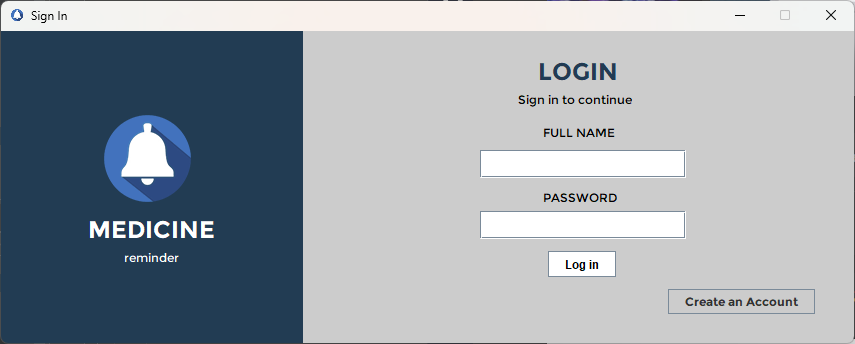 Sign In
MEDICINE
reminder
LOGIN
Sign in to continue
FULL NAME
PASSWORD
Log in
Create an Account